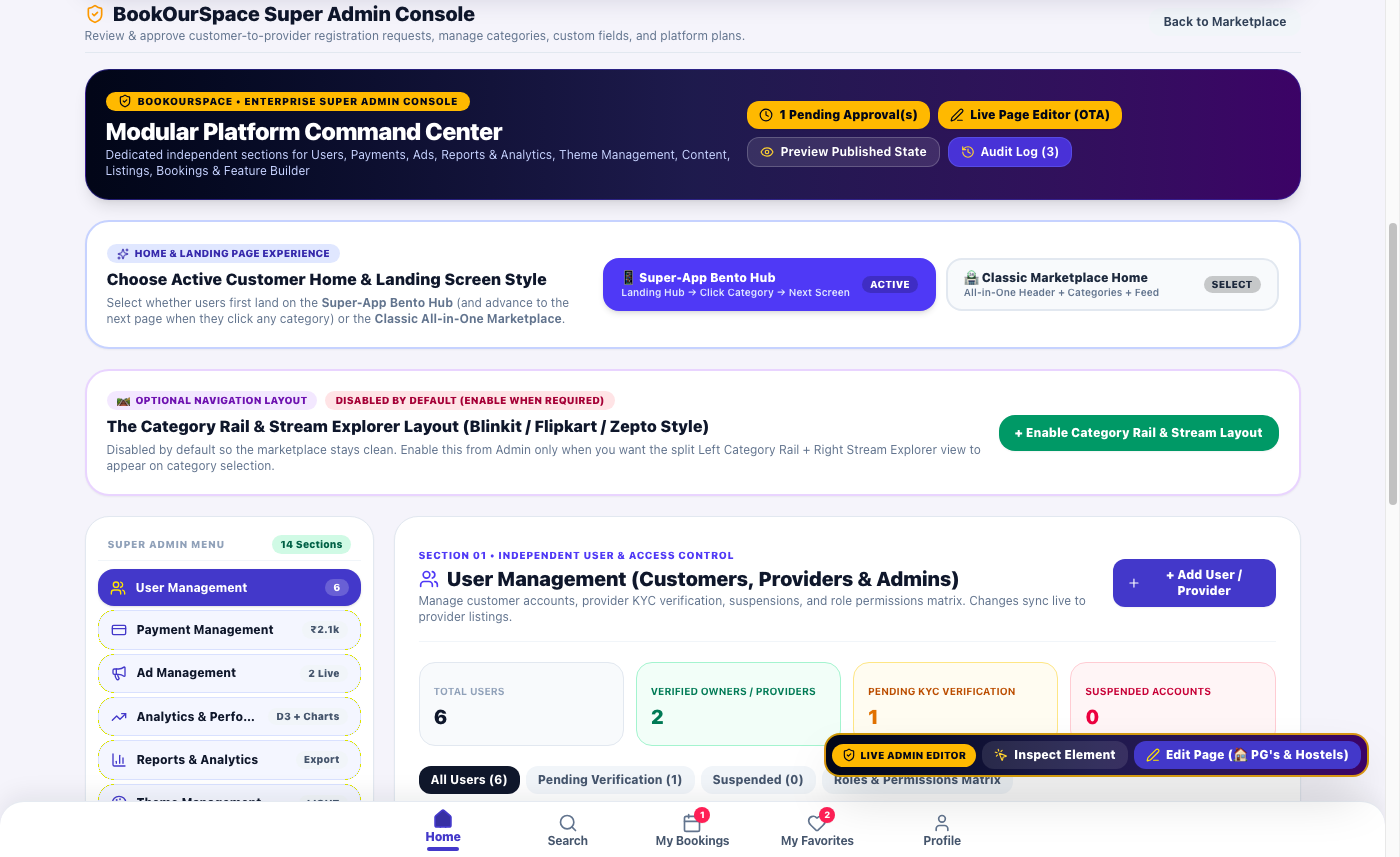 BookOurSpace Super Admin Console
Review & approve customer-to-provider registration requests, manage categories, custom fields, and platform plans.
Back to Marketplace
BOOKOURSPACE • ENTERPRISE SUPER ADMIN CONSOLE
Modular Platform Command Center
Dedicated independent sections for Users, Payments, Ads, Reports & Analytics, Theme Management, Content,
Listings, Bookings & Feature Builder
1 Pending Approval(s)
Live Page Editor (OTA)
Preview Published State
Audit Log (3)
HOME & LANDING PAGE EXPERIENCE
Choose Active Customer Home & Landing Screen Style
Select whether users first land on the Super-App Bento Hub (and advance to the
next page when they click any category) or the Classic All-in-One Marketplace.
Super-App Bento Hub
Landing Hub → Click Category → Next Screen
ACTIVE
Classic Marketplace Home
All-in-One Header + Categories + Feed
SELECT
OPTIONAL NAVIGATION LAYOUT
DISABLED BY DEFAULT (ENABLE WHEN REQUIRED)
The Category Rail & Stream Explorer Layout (Blinkit / Flipkart / Zepto Style)
Disabled by default so the marketplace stays clean. Enable this from Admin only when you want the split Left Category Rail + Right Stream Explorer view to
appear on category selection.
+ Enable Category Rail & Stream Layout
SUPER ADMIN MENU
14 Sections
User Management
6
Payment Management
₹2.1k
Ad Management
2 Live
Analytics & Perfo...
D3 + Charts
Reports & Analytics
Export
SECTION 01 • INDEPENDENT USER & ACCESS CONTROL
User Management (Customers, Providers & Admins)
Manage customer accounts, provider KYC verification, suspensions, and role permissions matrix. Changes sync live to
provider listings.
+ Add User /
Provider
TOTAL USERS
6
VERIFIED OWNERS / PROVIDERS
2
PENDING KYC VERIFICATION
1
SUSPENDED ACCOUNTS
0
All Users (6)
Pending Verification (1)
Suspended (0)
Roles & Permissions Matrix
LIVE ADMIN EDITOR
Inspect Element
Edit Page (🏠 PG's & Hostels)
Home
Search
1
My Bookings
2
My Favorites
Profile